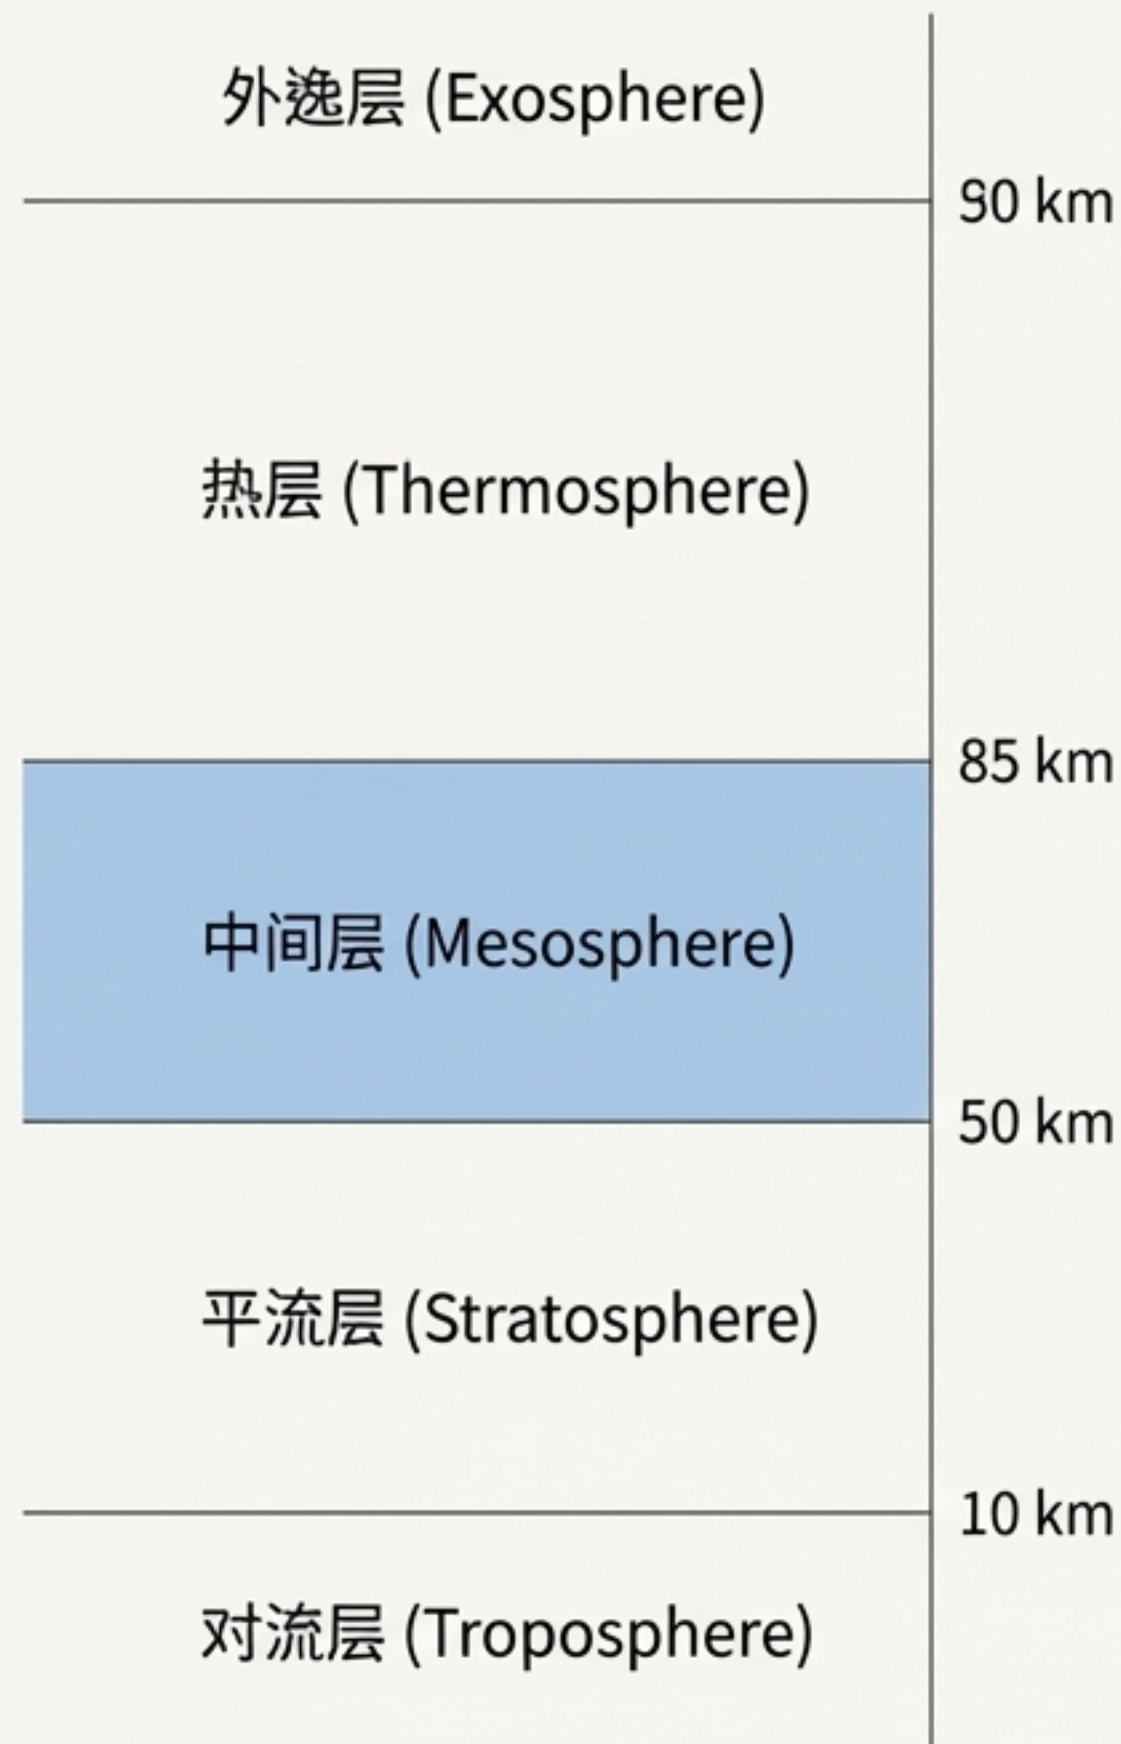 外逸层 (Exosphere)
90 km
热层 (Thermosphere)
85 km
中间层 (Mesosphere)
50 km
平流层 (Stratosphere)
10 km
对流层 (Troposphere)